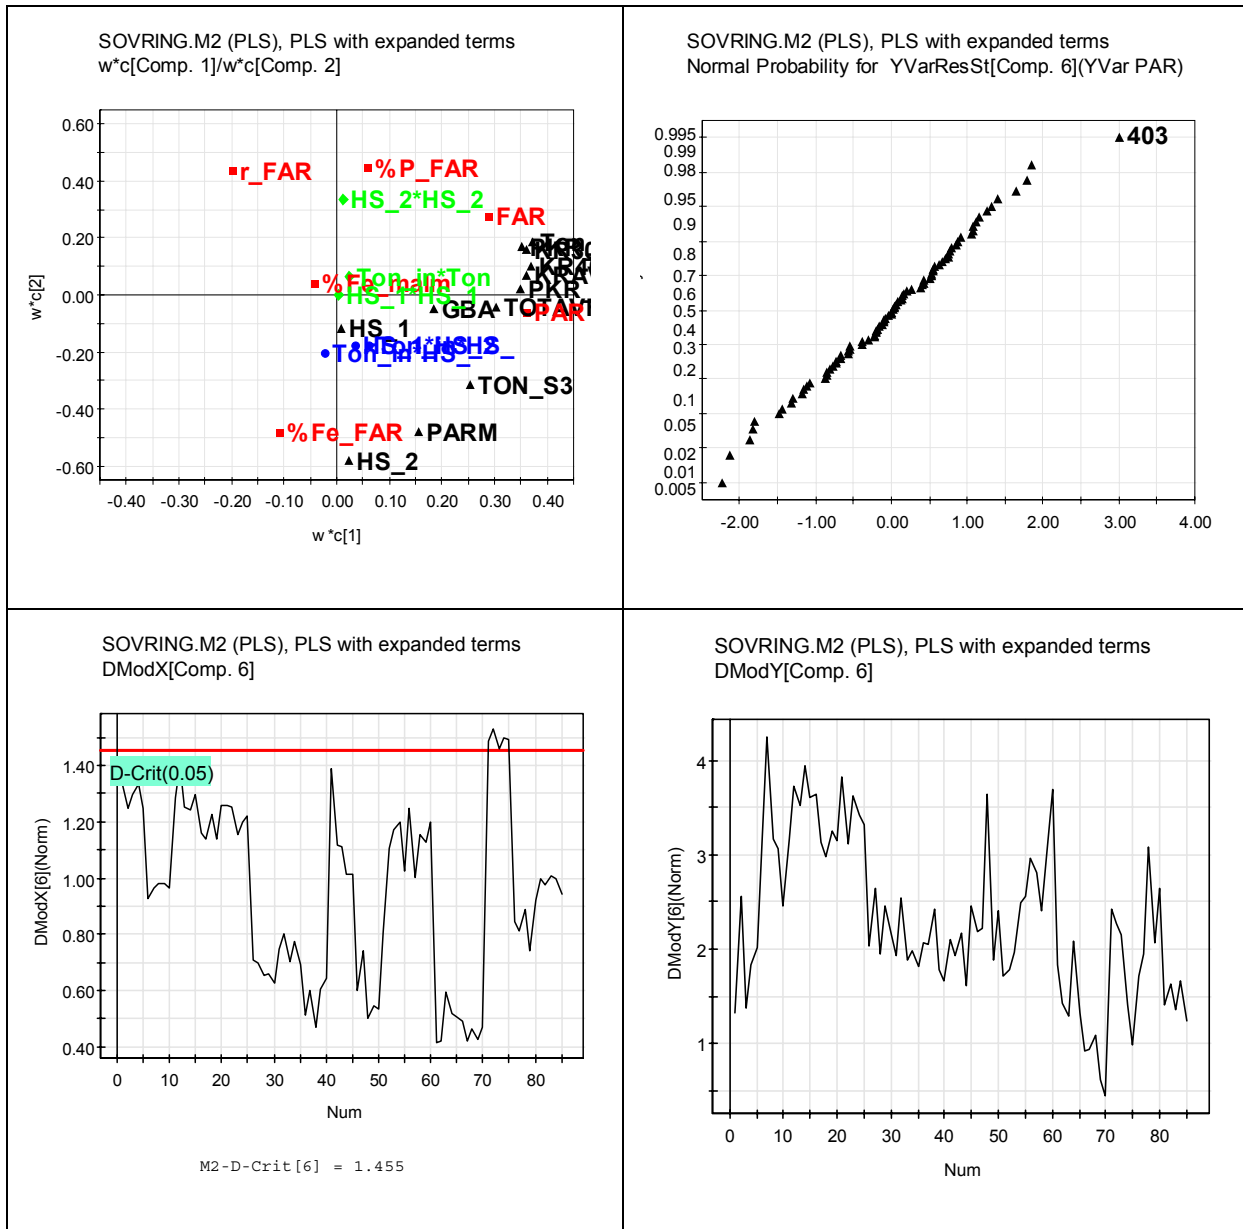 SOVRING.M2 (PLS), PLS with expanded terms
w*c[Comp. 1]/w*c[Comp. 2]
w*c[2]
0.60
0.40
0.20
0.00
-0.20
-0.40
-0.60
r_FAR
%P_FAR
HS_2*HS_2
FAR
Ton_in*Ton
%Fe_malm
HS_1*HS_1
PKR
GBA
PAR
HS_1
TON_S3
%Fe_FAR
PARM
HS_2
-0.40 -0.30 -0.20 -0.10 0.00 0.10 0.20 0.30 0.40
w*c[1]
SOVRING.M2 (PLS), PLS with expanded terms
Normal Probability for YVarResSt[Comp. 6](YVar PAR)
0.995
0.99
0.98
0.95
0.9
0.8
0.7
0.6
0.5
0.4
0.3
0.2
0.1
0.05
0.02
0.01
0.005
403
-2.00 -1.00 0.00 1.00 2.00 3.00 4.00
SOVRING.M2 (PLS), PLS with expanded terms
DModX[Comp. 6]
DModX[6](Norm)
1.40
1.20
1.00
0.80
0.60
0.40
D-Crit(0.05)
0 10 20 30 40 50 60 70 80
Num
M2-D-Crit[6] = 1.455
SOVRING.M2 (PLS), PLS with expanded terms
DModY[Comp. 6]
DModY[6](Norm)
4
3
2
1
0 10 20 30 40 50 60 70 80
Num